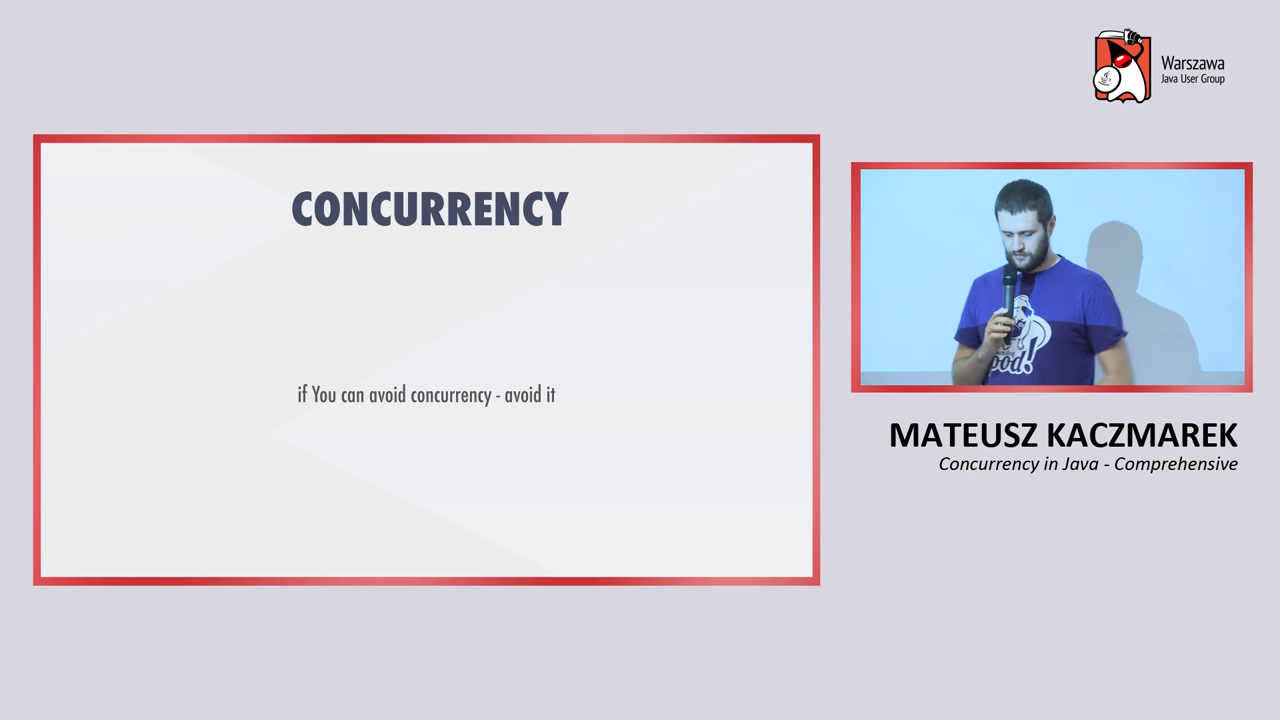 Warszawa
Java User Group
CONCURRENCY
if You can avoid concurrency - avoid it
MATEUSZ KACZMAREK
Concurrency in Java - Comprehensive